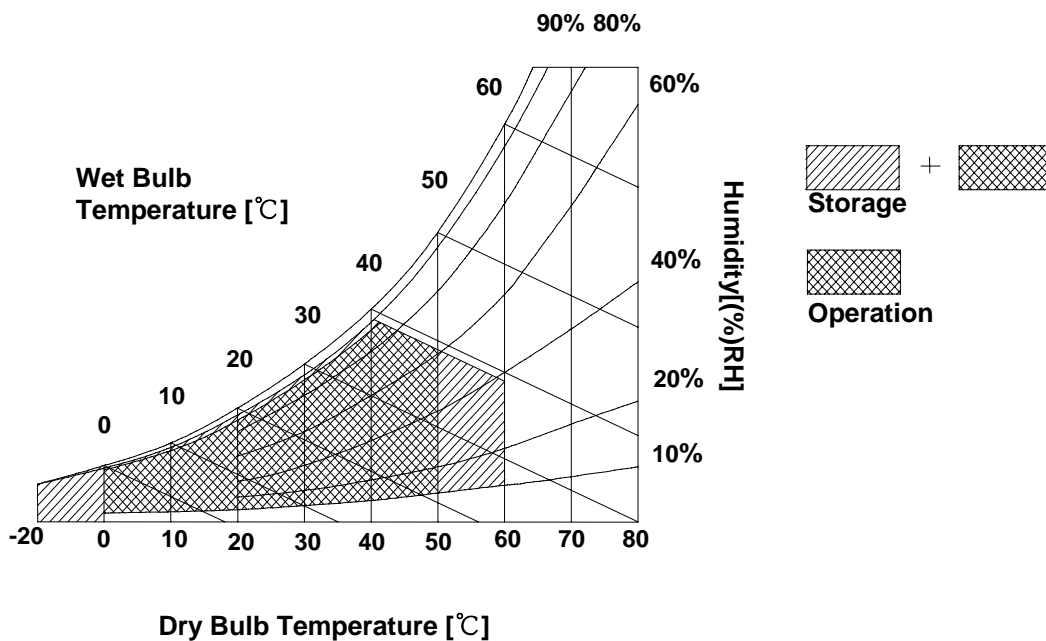 90% 80%
60
60%
50
Wet Bulb
Temperature [℃]
40
30
20
10
0
Humidity[(%)RH]
40%
20%
10%
-20 0 10 20 30 40 50 60 70 80
Dry Bulb Temperature [℃]
+
Storage
Operation